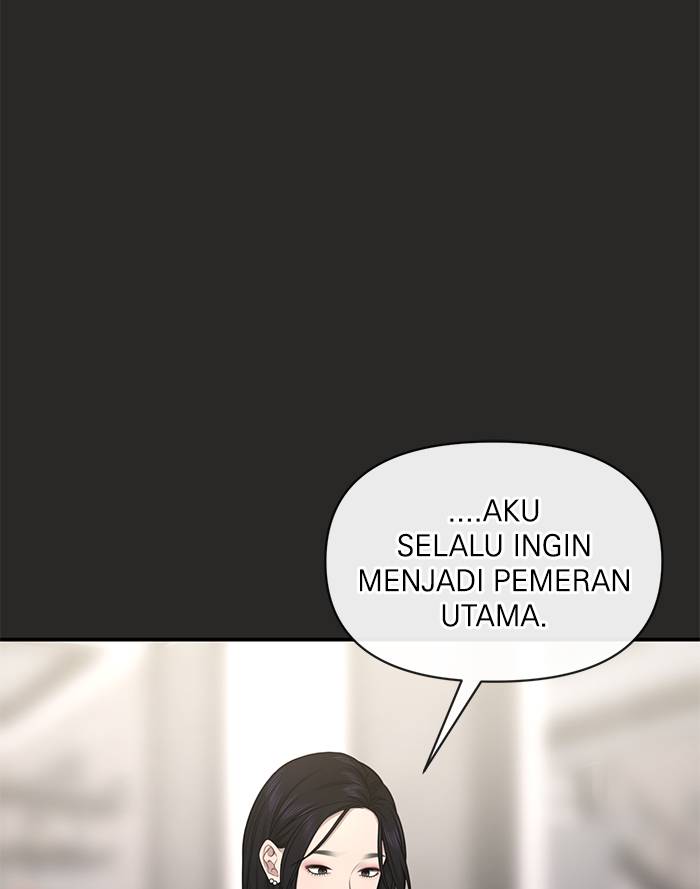 ....AKU
SELALU INGIN
MENJADI PEMERAN
UTAMA.